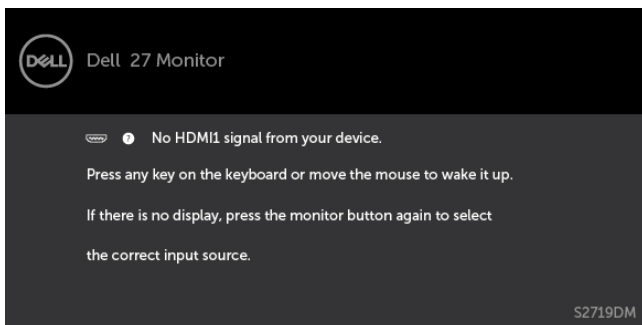 DELL
Dell 27 Monitor
? No HDMI1 signal from your device.
Press any key on the keyboard or move the mouse to wake it up.
If there is no display, press the monitor button again to select
the correct input source.
S2719DM